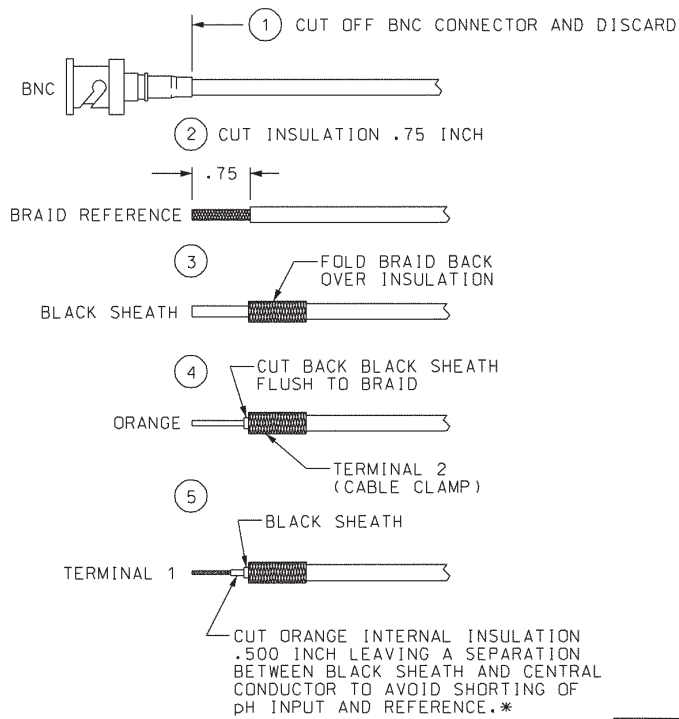 1 CUT OFF BNC CONNECTOR AND DISCARD
BNC
2 CUT INSULATION .75 INCH
.75
BRAID REFERENCE
3
FOLD BRAID BACK
OVER INSULATION
BLACK SHEATH
4
CUT BACK BLACK SHEATH
FLUSH TO BRAID
ORANGE
TERMINAL 2
(CABLE CLAMP)
5
BLACK SHEATH
TERMINAL 1
CUT ORANGE INTERNAL INSULATION
.500 INCH LEAVING A SEPARATION
BETWEEN BLACK SHEATH AND CENTRAL
CONDUCTOR TO AVOID SHORTING OF
pH INPUT AND REFERENCE.*